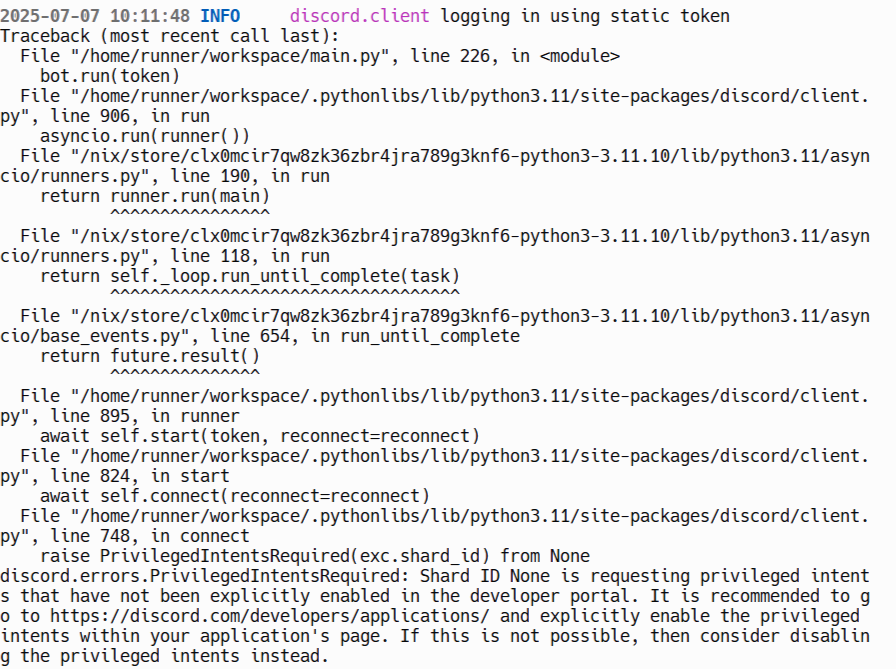 2025-07-07 10:11:48 INFO     discord.client logging in using static token
Traceback (most recent call last):
  File "/home/runner/workspace/main.py", line 226, in <module>
    bot.run(token)
  File "/home/runner/workspace/.pythonlibs/lib/python3.11/site-packages/discord/client.
py", line 906, in run
    asyncio.run(runner())
  File "/nix/store/clx0mcir7qw8zk36zbr4jra789g3knf6-python3-3.11.10/lib/python3.11/asyn
cio/runners.py", line 190, in run
    return runner.run(main)
           ^^^^^^^^^^^^^^^^
  File "/nix/store/clx0mcir7qw8zk36zbr4jra789g3knf6-python3-3.11.10/lib/python3.11/asyn
cio/runners.py", line 118, in run
    return self._loop.run_until_complete(task)
           ^^^^^^^^^^^^^^^^^^^^^^^^^^^^^^^^^^^
  File "/nix/store/clx0mcir7qw8zk36zbr4jra789g3knf6-python3-3.11.10/lib/python3.11/asyn
cio/base_events.py", line 654, in run_until_complete
    return future.result()
           ^^^^^^^^^^^^^^^
  File "/home/runner/workspace/.pythonlibs/lib/python3.11/site-packages/discord/client.
py", line 895, in runner
    await self.start(token, reconnect=reconnect)
  File "/home/runner/workspace/.pythonlibs/lib/python3.11/site-packages/discord/client.
py", line 824, in start
    await self.connect(reconnect=reconnect)
  File "/home/runner/workspace/.pythonlibs/lib/python3.11/site-packages/discord/client.
py", line 748, in connect
    raise PrivilegedIntentsRequired(exc.shard_id) from None
discord.errors.PrivilegedIntentsRequired: Shard ID None is requesting privileged intent
s that have not been explicitly enabled in the developer portal. It is recommended to g
o to https://discord.com/developers/applications/ and explicitly enable the privileged
intents within your application's page. If this is not possible, then consider disablin
g the privileged intents instead.